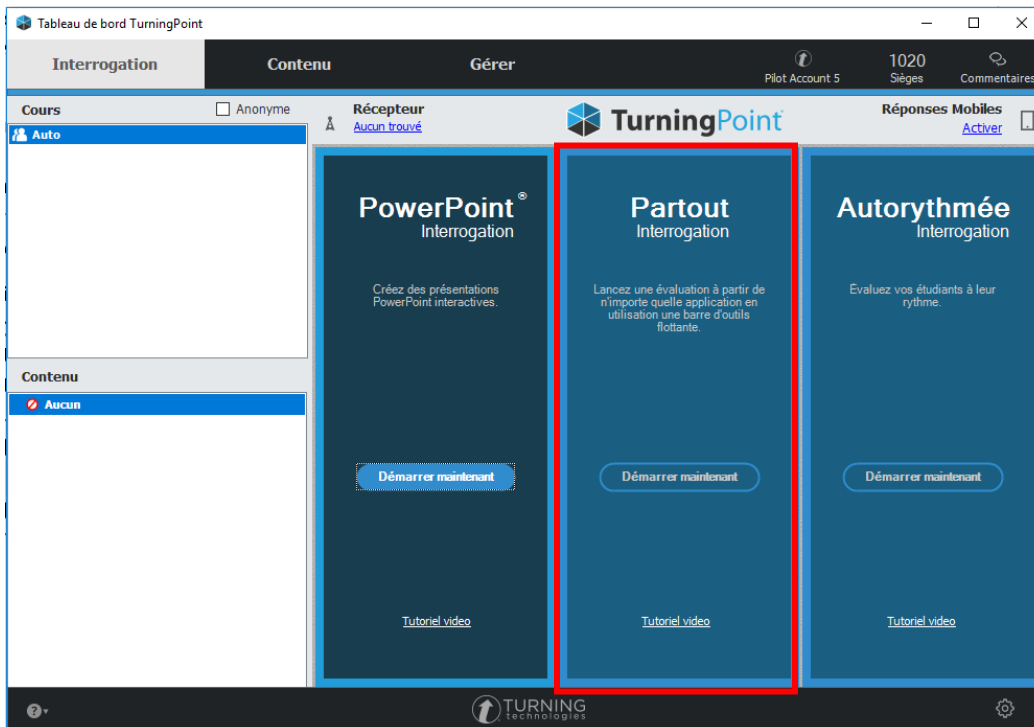 Tableau de bord TurningPoint
Interrogation
Contenu
Gérer
Pilot Account 5
1020
Sièges
Commentaires
Cours
Anonyme
Auto
Récepteur
Aucun trouvé
TurningPoint
Réponses Mobiles
Activer
PowerPoint®
Interrogation
Créez des présentations
PowerPoint interactives.
Démarrer maintenant
Tutoriel video
Partout
Interrogation
Lancez une évaluation à partir de
n'importe quelle application en
utilisation une barre d'outils
flottante.
Démarrer maintenant
Tutoriel video
Autorythmée
Interrogation
Évaluez vos étudiants à leur
rythme.
Démarrer maintenant
Tutoriel video
Contenu
Aucun
TURNING
technologies